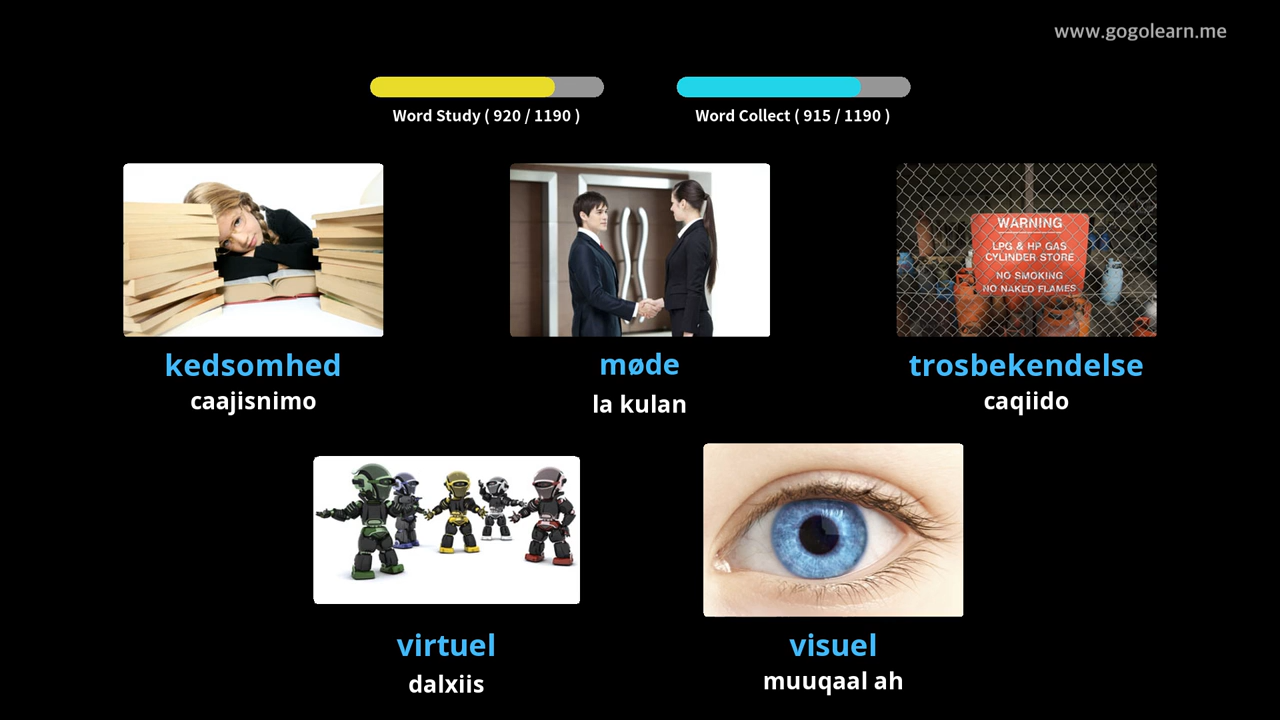 www.gogolearn.me
Word Study ( 920 / 1190 )
Word Collect ( 915 / 1190 )
WARNING
LPG & HP GAS
CYLINDER STORE
NO SMOKING
NO NAKED FLAMES
kedsomhed
caajisnimo
møde
la kulan
trosbekendelse
caqiido
virtuel
dalxiis
visuel
muuqaal ah